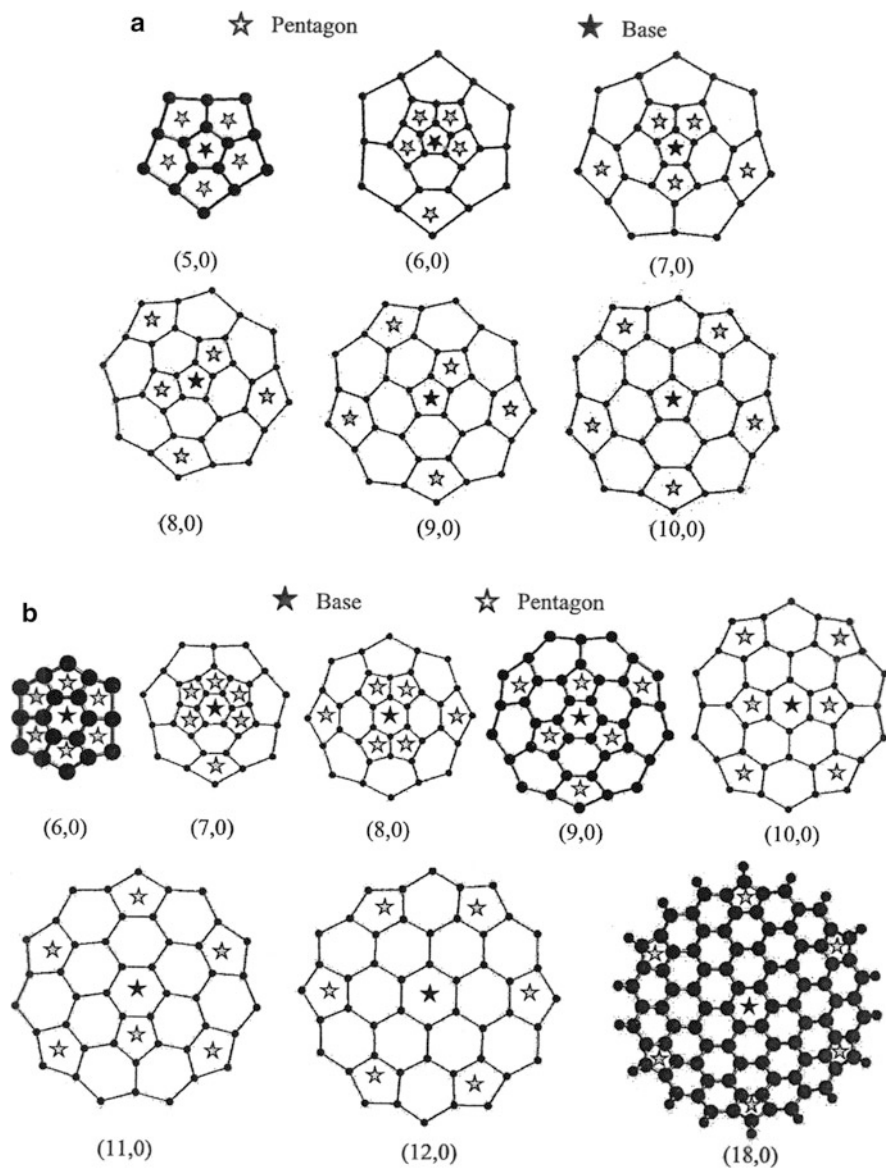 a
Pentagon Base
(5,0) (6,0) (7,0)
(8,0) (9,0) (10,0)
b
Base Pentagon
(6,0) (7,0) (8,0) (9,0) (10,0)
(11,0) (12,0) (18,0)